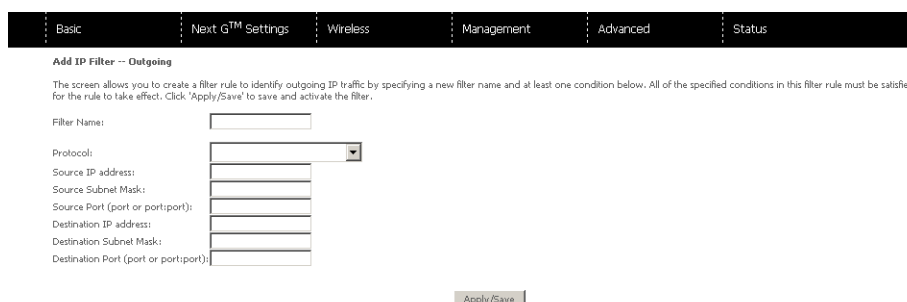 Basic
Next G™ Settings
Wireless
Management
Advanced
Status
Add IP Filter -- Outgoing
The screen allows you to create a filter rule to identify outgoing IP traffic by specifying a new filter name and at least one condition below. All of the specified conditions in this filter rule must be satisfie
for the rule to take effect. Click 'Apply/Save' to save and activate the filter.
Filter Name:
Protocol:
Source IP address:
Source Subnet Mask:
Source Port (port or port:port):
Destination IP address:
Destination Subnet Mask:
Destination Port (port or port:port):
Apply/Save